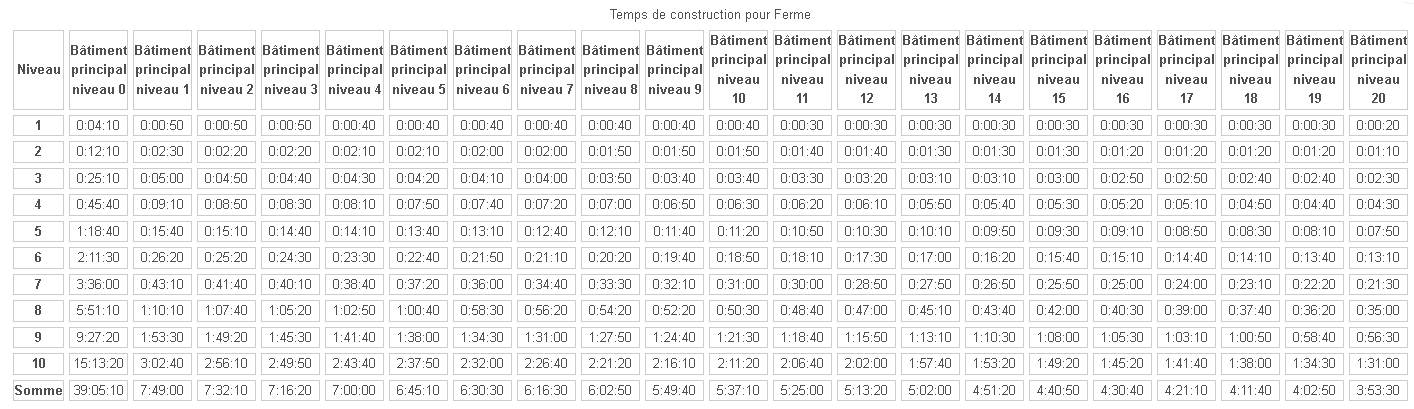 Temps de construction pour Ferme
Niveau Bâtiment principal niveau 0 Bâtiment principal niveau 1 Bâtiment principal niveau 2 Bâtiment principal niveau 3 Bâtiment principal niveau 4 Bâtiment principal niveau 5 Bâtiment principal niveau 6 Bâtiment principal niveau 7 Bâtiment principal niveau 8 Bâtiment principal niveau 9 Bâtiment principal niveau 10 Bâtiment principal niveau 11 Bâtiment principal niveau 12 Bâtiment principal niveau 13 Bâtiment principal niveau 14 Bâtiment principal niveau 15 Bâtiment principal niveau 16 Bâtiment principal niveau 17 Bâtiment principal niveau 18 Bâtiment principal niveau 19 Bâtiment principal niveau 20
1 0:04:10 0:00:50 0:00:50 0:00:50 0:00:40 0:00:40 0:00:40 0:00:40 0:00:40 0:00:40 0:00:40 0:00:30 0:00:30 0:00:30 0:00:30 0:00:30 0:00:30 0:00:30 0:00:30 0:00:30 0:00:20
2 0:12:10 0:02:30 0:02:20 0:02:20 0:02:10 0:02:10 0:02:00 0:02:00 0:01:50 0:01:50 0:01:50 0:01:40 0:01:40 0:01:30 0:01:30 0:01:30 0:01:20 0:01:20 0:01:20 0:01:20 0:01:10
3 0:25:10 0:05:00 0:04:50 0:04:40 0:04:30 0:04:20 0:04:10 0:04:00 0:03:50 0:03:40 0:03:40 0:03:30 0:03:20 0:03:10 0:03:10 0:03:00 0:02:50 0:02:50 0:02:40 0:02:40 0:02:30
4 0:45:40 0:09:10 0:08:50 0:08:30 0:08:10 0:07:50 0:07:40 0:07:20 0:07:00 0:06:50 0:06:30 0:06:20 0:06:10 0:05:50 0:05:40 0:05:30 0:05:20 0:05:10 0:04:50 0:04:40 0:04:30
5 1:18:40 0:15:40 0:15:10 0:14:40 0:14:10 0:13:40 0:13:10 0:12:40 0:12:10 0:11:40 0:11:20 0:10:50 0:10:30 0:10:10 0:09:50 0:09:30 0:09:10 0:08:50 0:08:30 0:08:10 0:07:50
6 2:11:30 0:26:20 0:25:20 0:24:30 0:23:30 0:22:40 0:21:50 0:21:10 0:20:20 0:19:40 0:18:50 0:18:10 0:17:30 0:17:00 0:16:20 0:15:40 0:15:10 0:14:40 0:14:10 0:13:40 0:13:10
7 3:36:00 0:43:10 0:41:40 0:40:10 0:38:40 0:37:20 0:36:00 0:34:40 0:33:30 0:32:10 0:31:00 0:30:00 0:28:50 0:27:50 0:26:50 0:25:50 0:25:00 0:24:00 0:23:10 0:22:20 0:21:30
8 5:51:10 1:10:10 1:07:40 1:05:20 1:02:50 1:00:40 0:58:30 0:56:20 0:54:20 0:52:20 0:50:30 0:48:40 0:47:00 0:45:10 0:43:40 0:42:00 0:40:30 0:39:00 0:37:40 0:36:20 0:35:00
9 9:27:20 1:53:30 1:49:20 1:45:30 1:41:40 1:38:00 1:34:30 1:31:00 1:27:50 1:24:40 1:21:30 1:18:40 1:15:50 1:13:10 1:10:30 1:08:00 1:05:30 1:03:10 1:00:50 0:58:40 0:56:30
10 15:13:20 3:02:40 2:56:10 2:49:50 2:43:40 2:37:50 2:32:00 2:26:40 2:21:20 2:16:10 2:11:20 2:06:40 2:02:00 1:57:40 1:53:20 1:49:20 1:45:20 1:41:40 1:38:00 1:34:30 1:31:00
Somme 39:05:10 7:49:00 7:32:10 7:16:20 7:00:00 6:45:10 6:30:30 6:16:30 6:02:50 5:49:40 5:37:10 5:25:00 5:13:20 5:02:00 4:51:20 4:40:50 4:30:40 4:21:10 4:11:40 4:02:50 3:53:30